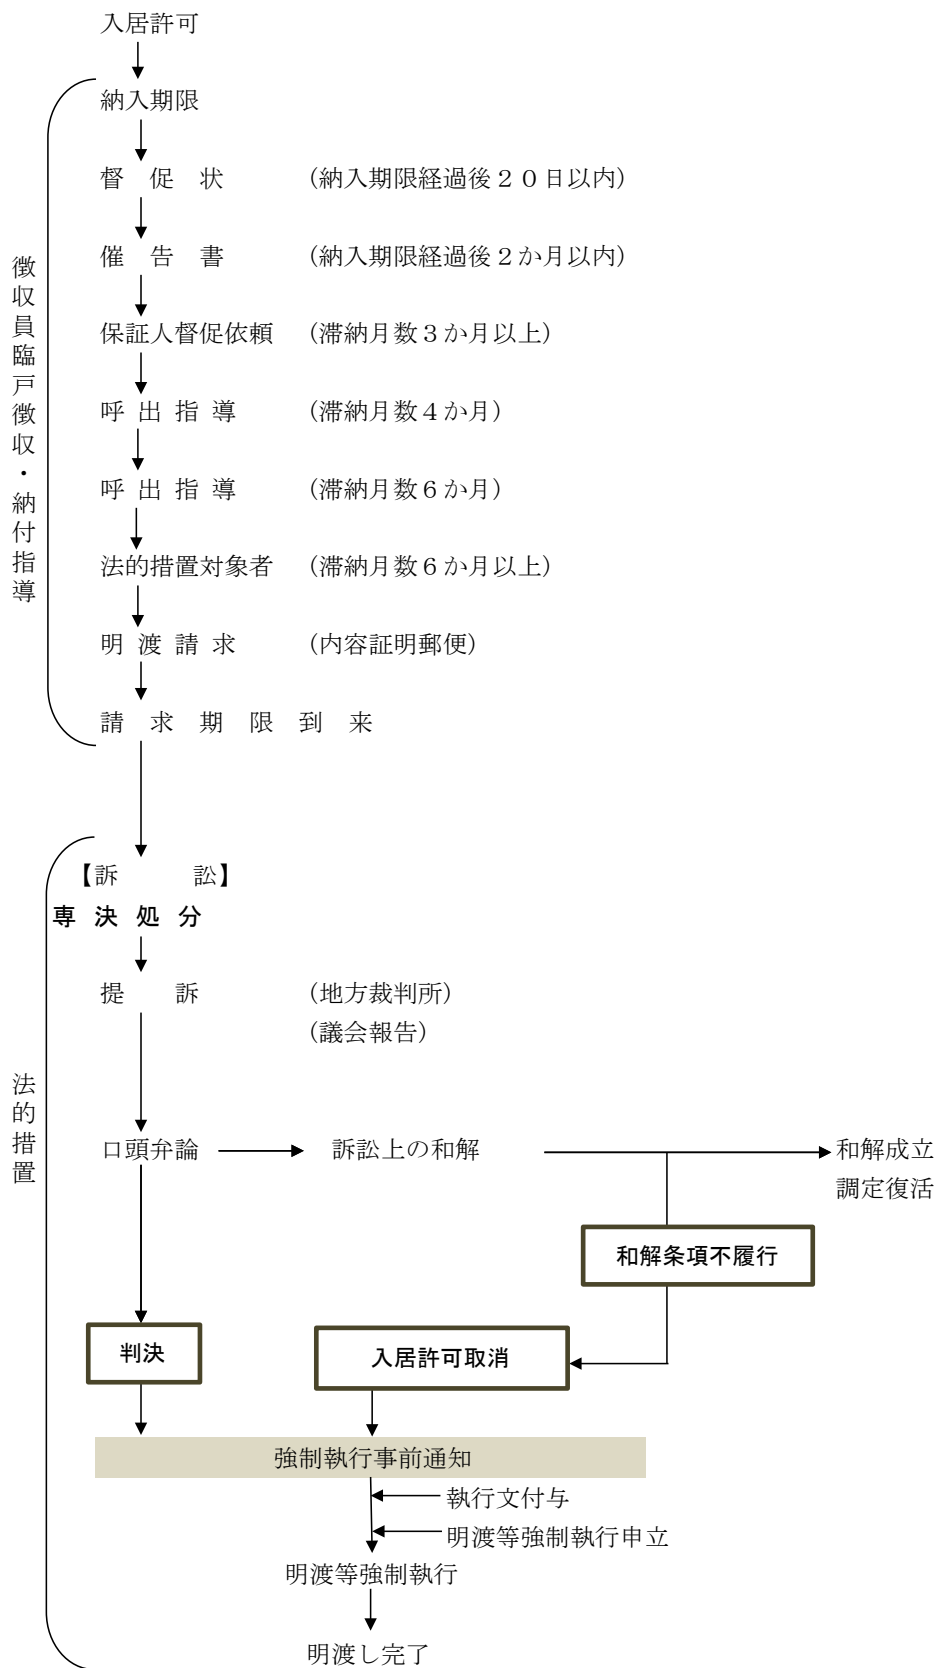 入居許可
納入期限
督　促　状　（納入期限経過後２０日以内）
催　告　書　（納入期限経過後２か月以内）
保証人督促依頼　（滞納月数３か月以上）
呼 出 指 導　（滞納月数４か月）
呼 出 指 導　（滞納月数６か月）
法的措置対象者　（滞納月数６か月以上）
明 渡 請 求　（内容証明郵便）
請　求　期　限　到　来
徴収員臨戸徴収・納付指導
【訴　　　訟】
専 決 処 分
提　　訴　（地方裁判所）
（議会報告）
法的措置
口頭弁論　訴訟上の和解　和解成立
調定復活
和解条項不履行
判決　入居許可取消
強制執行事前通知
執行文付与
明渡等強制執行申立
明渡等強制執行
明渡し完了